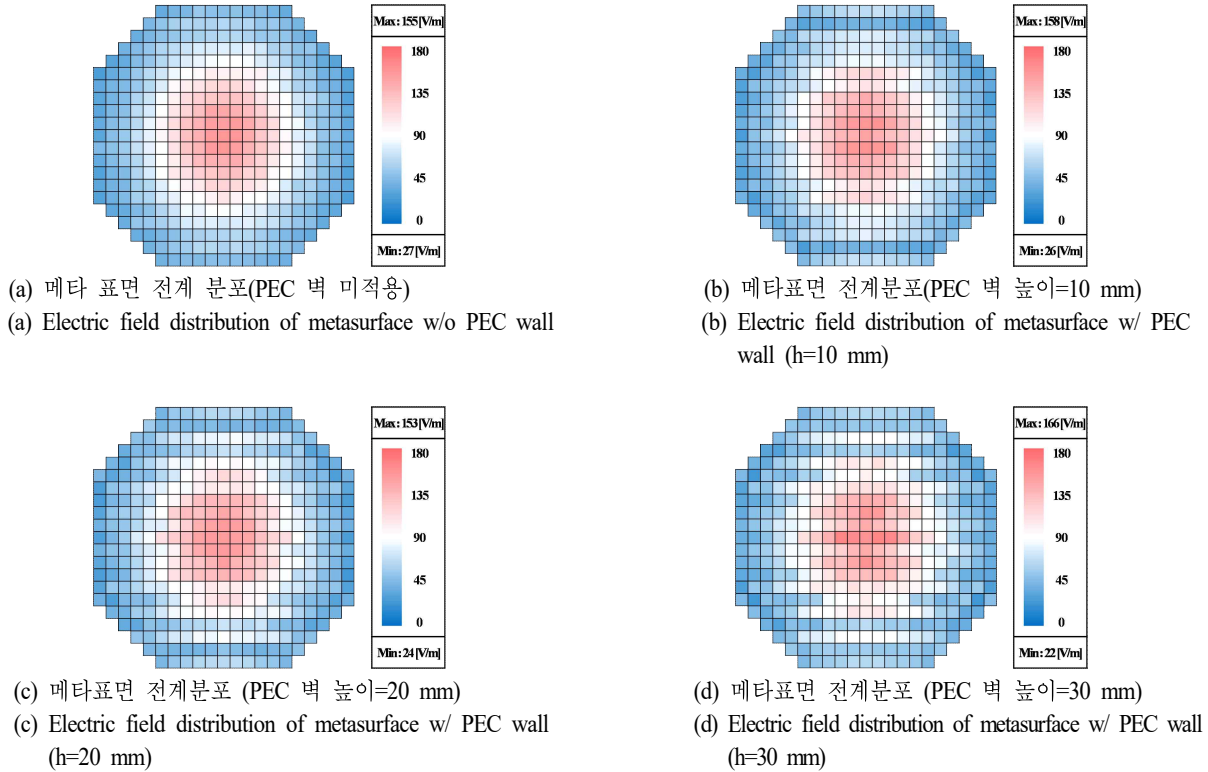 Max: 155 [V/m]
180
135
90
45
0
Min: 27 [V/m]
(a) 메타 표면 전계 분포(PEC 벽 미적용)
(a) Electric field distribution of metasurface w/o PEC wall
Max: 158 [V/m]
180
135
90
45
0
Min: 26 [V/m]
(b) 메타표면 전계분포(PEC 벽 높이=10 mm)
(b) Electric field distribution of metasurface w/ PEC
wall (h=10 mm)
Max: 153 [V/m]
180
135
90
45
0
Min: 24 [V/m]
(c) 메타표면 전계분포 (PEC 벽 높이=20 mm)
(c) Electric field distribution of metasurface w/ PEC wall
(h=20 mm)
Max: 166 [V/m]
180
135
90
45
0
Min: 22 [V/m]
(d) 메타표면 전계분포 (PEC 벽 높이=30 mm)
(d) Electric field distribution of metasurface w/ PEC wall
(h=30 mm)